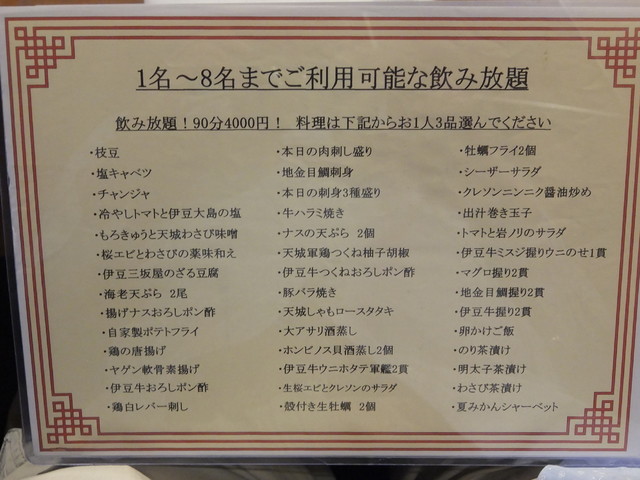 1名～8名までご利用可能な飲み放題
飲み放題！90分4000円！　料理は下記からお1人3品選んでください
・枝豆
・塩キャベツ
・チャンジャ
・冷やしトマトと伊豆大島の塩
・もろきゅうと天城わさび味噌
・桜エビとわさびの薬味和え
・伊豆三坂屋のざる豆腐
・海老天ぷら 2尾
・揚げナスおろしポン酢
・自家製ポテトフライ
・鶏の唐揚げ
・ヤゲン軟骨素揚げ
・伊豆牛おろしポン酢
・鶏白レバー刺し
・本日の肉刺し盛り
・地金目鯛刺身
・本日の刺身3種盛り
・牛ハラミ焼き
・ナスの天ぷら 2個
・天城軍鶏つくね柚子胡椒
・伊豆牛つくねおろしポン酢
・豚バラ焼き
・天城しゃもロースタタキ
・大アサリ酒蒸し
・ホンビノス貝酒蒸し2個
・伊豆牛ウニホタテ軍艦2貫
・生桜エビとクレソンのサラダ
・殻付き生牡蠣 2個
・牡蠣フライ2個
・シーザーサラダ
・クレソンニンニク醤油炒め
・出汁巻き玉子
・トマトと岩ノリのサラダ
・伊豆牛ミスジ握りウニのせ1貫
・マグロ握り2貫
・地金目鯛握り2貫
・伊豆牛握り2貫
・卵かけご飯
・のり茶漬け
・明太子茶漬け
・わさび茶漬け
・夏みかんシャーベット